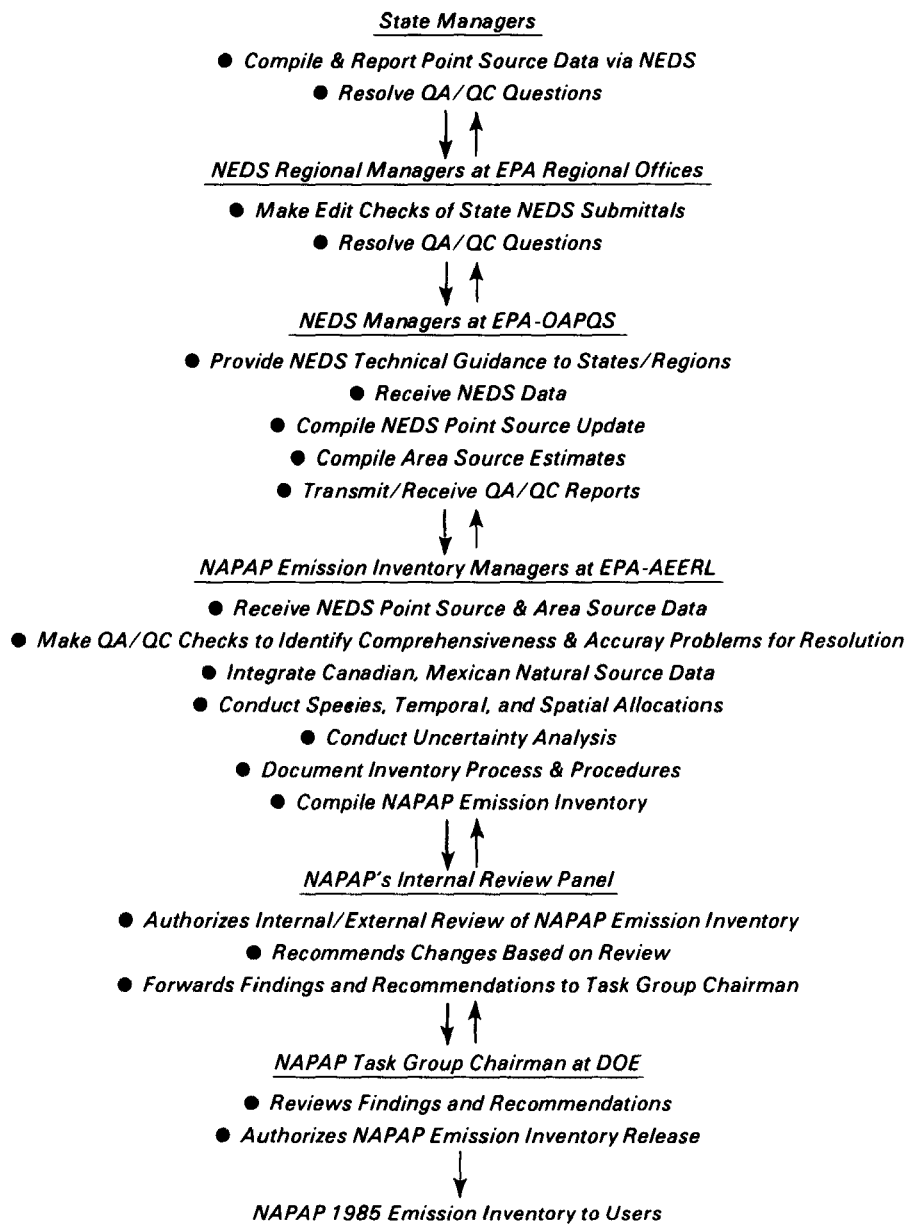 State Managers
● Compile & Report Point Source Data via NEDS
● Resolve QA/QC Questions
NEDS Regional Managers at EPA Regional Offices
● Make Edit Checks of State NEDS Submittals
● Resolve QA/QC Questions
NEDS Managers at EPA-OAPQS
● Provide NEDS Technical Guidance to States/Regions
● Receive NEDS Data
● Compile NEDS Point Source Update
● Compile Area Source Estimates
● Transmit/Receive QA/QC Reports
NAPAP Emission Inventory Managers at EPA-AEERL
● Receive NEDS Point Source & Area Source Data
● Make QA/QC Checks to Identify Comprehensiveness & Accuray Problems for Resolution
● Integrate Canadian, Mexican Natural Source Data
● Conduct Species, Temporal, and Spatial Allocations
● Conduct Uncertainty Analysis
● Document Inventory Process & Procedures
● Compile NAPAP Emission Inventory
NAPAP's Internal Review Panel
● Authorizes Internal/External Review of NAPAP Emission Inventory
● Recommends Changes Based on Review
● Forwards Findings and Recommendations to Task Group Chairman
NAPAP Task Group Chairman at DOE
● Reviews Findings and Recommendations
● Authorizes NAPAP Emission Inventory Release
NAPAP 1985 Emission Inventory to Users